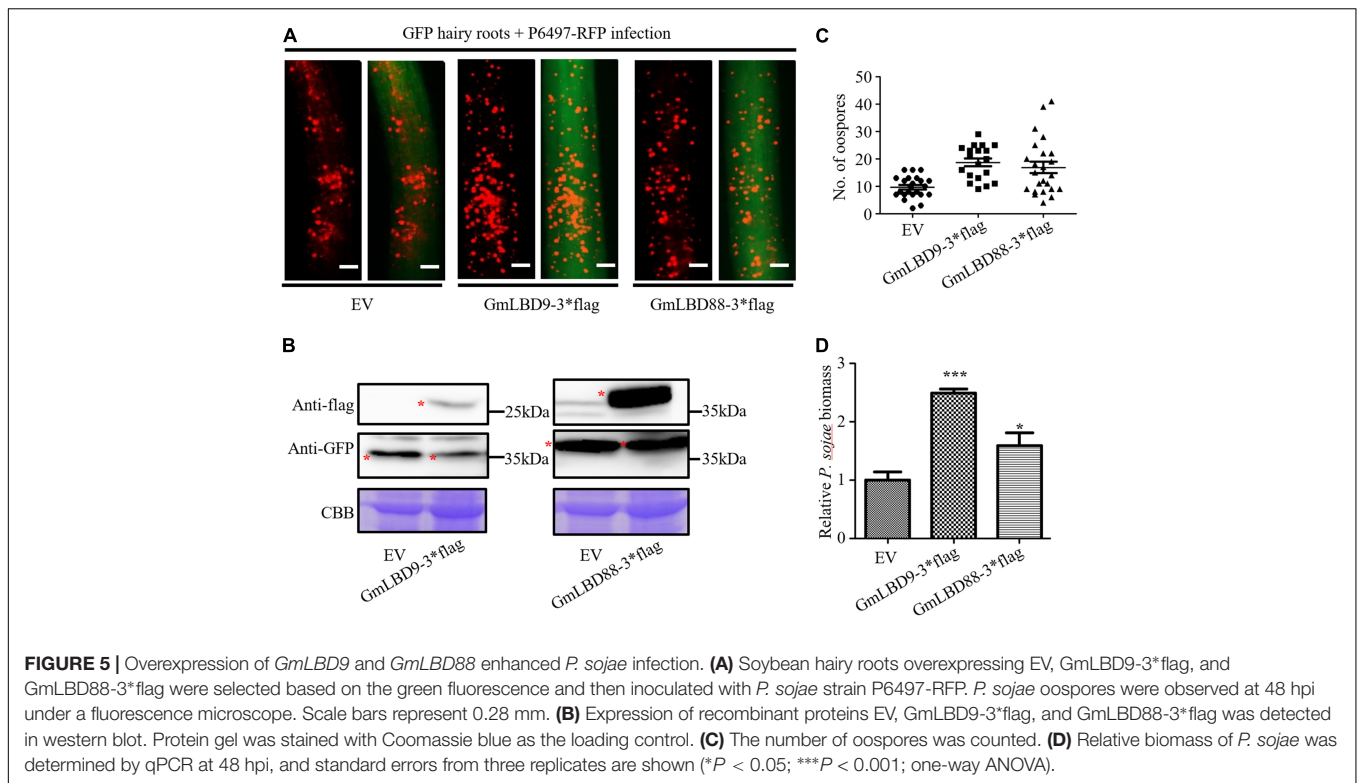 A
GFP hairy roots + P6497-RFP infection
EV
GmLBD9-3*flag
GmLBD88-3*flag
B
Anti-flag
*
25kDa
*
35kDa
Anti-GFP
*
*
35kDa
*
*
35kDa
CBB
EV
GmLBD9-3*flag
EV
GmLBD88-3*flag
C
No. of oospores
50
40
30
20
10
0
EV
GmLBD9-3*flag
GmLBD88-3*flag
D
Relative P. sojae biomass
3
2
1
0
***
*
EV
GmLBD9-3*flag
GmLBD88-3*flag
FIGURE 5 | Overexpression of GmLBD9 and GmLBD88 enhanced P. sojae infection. (A) Soybean hairy roots overexpressing EV, GmLBD9-3*flag, and
GmLBD88-3*flag were selected based on the green fluorescence and then inoculated with P. sojae strain P6497-RFP. P. sojae oospores were observed at 48 hpi
under a fluorescence microscope. Scale bars represent 0.28 mm. (B) Expression of recombinant proteins EV, GmLBD9-3*flag, and GmLBD88-3*flag was detected
in western blot. Protein gel was stained with Coomassie blue as the loading control. (C) The number of oospores was counted. (D) Relative biomass of P. sojae was
determined by qPCR at 48 hpi, and standard errors from three replicates are shown (*P < 0.05; ***P < 0.001; one-way ANOVA).